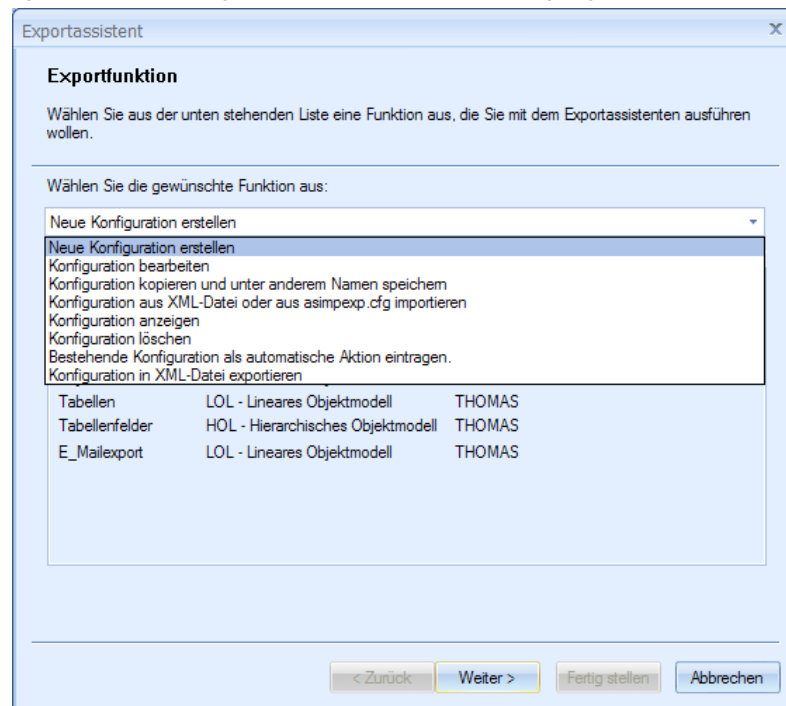 Exportassistent x
Exportfunktion
Wählen Sie aus der unten stehenden Liste eine Funktion aus, die Sie mit dem Exportassistenten ausführen
wollen.
Wählen Sie die gewünschte Funktion aus:
Neue Konfiguration erstellen
Neue Konfiguration erstellen
Konfiguration bearbeiten
Konfiguration kopieren und unter anderem Namen speichern
Konfiguration aus XML-Datei oder aus asimpexp.cfg importieren
Konfiguration anzeigen
Konfiguration löschen
Bestehende Konfiguration als automatische Aktion eintragen.
Konfiguration in XML-Datei exportieren
Tabellen LOL - Lineares Objektmodell THOMAS
Tabellenfelder HOL - Hierarchisches Objektmodell THOMAS
E_Mailexport LOL - Lineares Objektmodell THOMAS
< Zurück Weiter > Fertig stellen Abbrechen